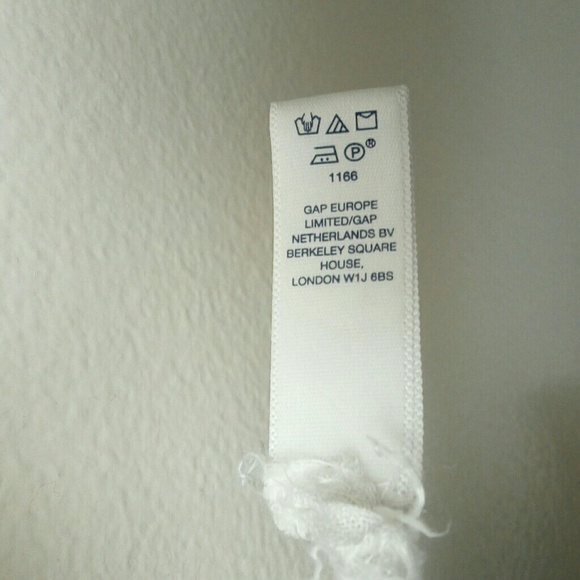 P ®
1166
GAP EUROPE
LIMITED/GAP
NETHERLANDS BV
BERKELEY SQUARE
HOUSE,
LONDON W1J 6BS